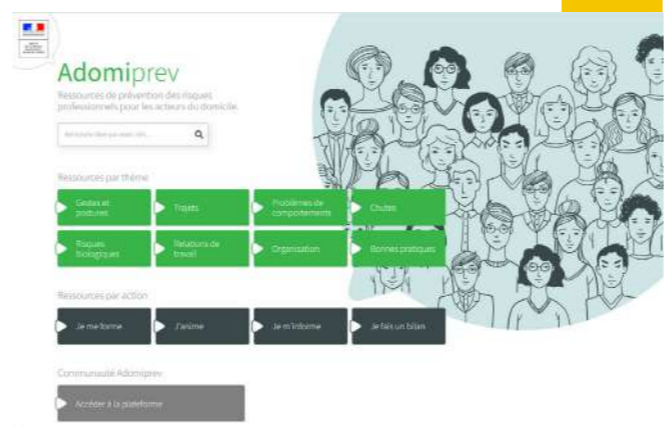 Adomiprev
Ressources de prévention des risques
professionnels pour les acteurs du domicile.
Ressources par thème
Gestes et
postures
Trajets
Problèmes de
comportements
Chutes
Risques
biologiques
Relations de
travail
Organisation
Bonnes pratiques
Ressources par action
Je me forme
J'anime
Je m'informe
Je fais un bilan
Communauté Adomiprev
Accéder à la plateforme